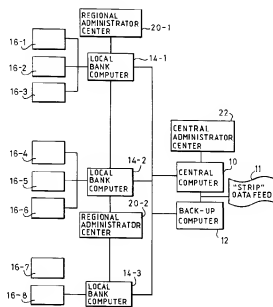 REGIONAL
ADMINISTRATOR
CENTER
20-1
16-1
16-2
16-3
LOCAL
BANK
COMPUTER
14-1
22
CENTRAL
ADMINISTRATOR
CENTER
10
11
16-4
16-5
16-6
14-2
LOCAL
BANK
COMPUTER
CENTRAL
COMPUTER
"STRIP"
DATA FEED
20-2
REGIONAL
ADMINISTRATOR
CENTER
BACK-UP
COMPUTER
12
16-7
16-8
14-3
LOCAL
BANK
COMPUTER